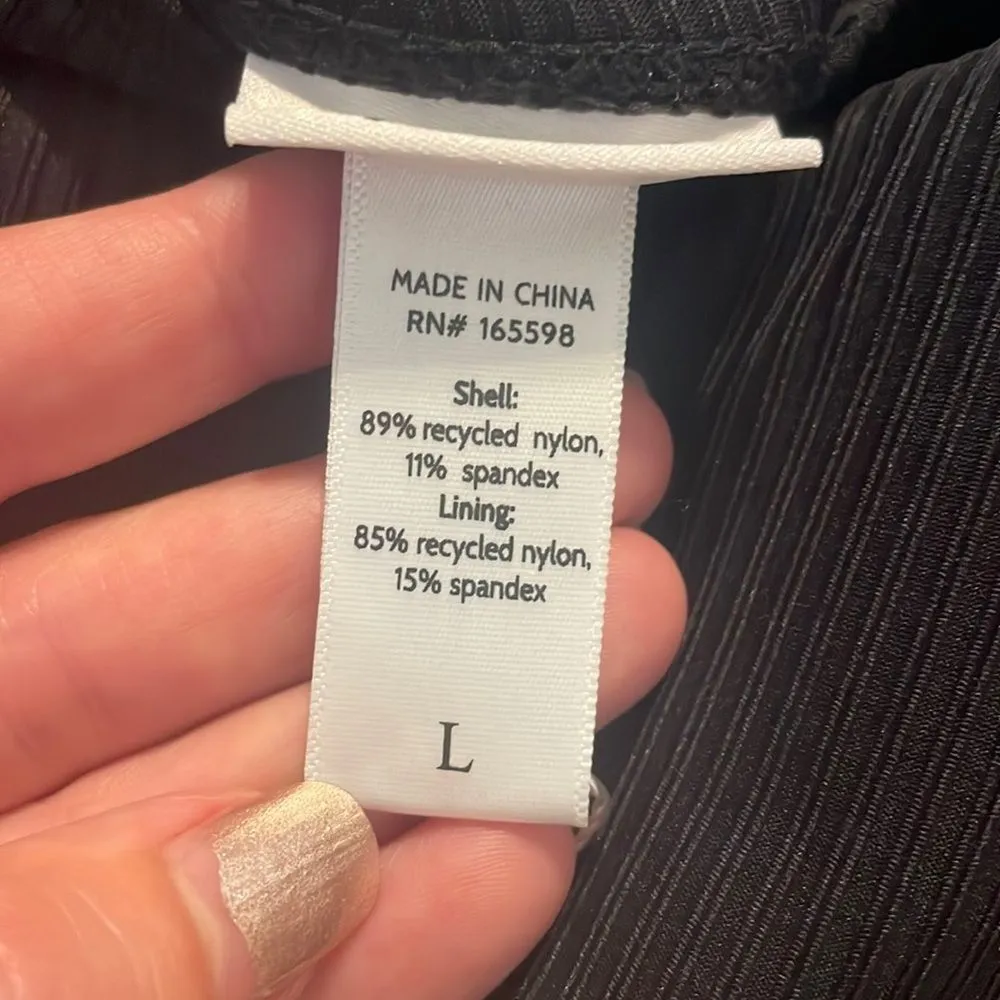 MADE IN CHINA
RN# 165598
Shell:
89% recycled nylon,
11% spandex
Lining:
85% recycled nylon,
15% spandex
L